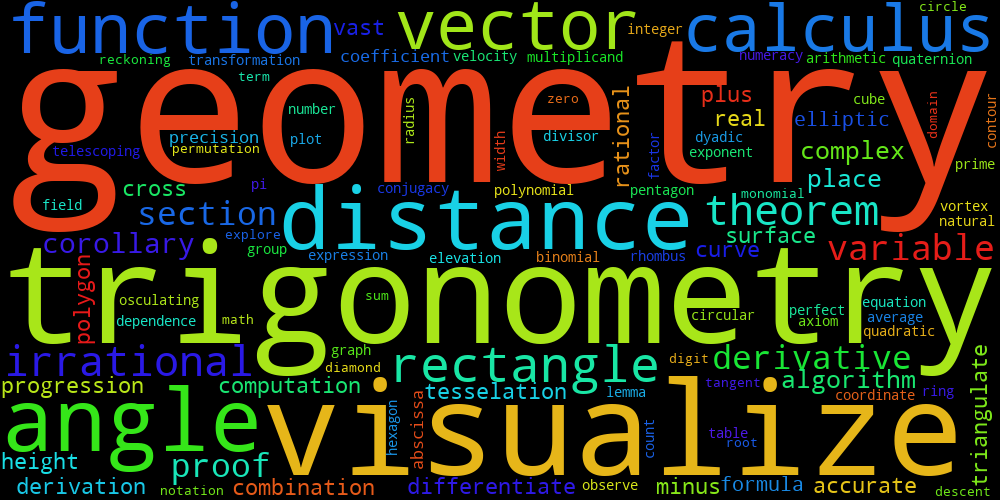 function
vast
vector
integer
calculus
circle
reckoning
transformation
coefficient
velocity
multiplicand
numeracy
arithmetic
quaternion
geometry
term
number
radius
zero
rational
plus
cube
domain
contour
precision
plot
width
divisor
factor
real
dyadic
elliptic
telescoping
permutation
exponent
complex
prime
cross
pi
conjugacy
polynomial
pentagon
monomial
place
field
section
distance
theorem
vortex
natural
corollary
explore
group
expression
elevation
binomial
rhombus
surface
curve
variable
polygon
trigonometry
osculating
dependence
math
sum
circular
perfect
axiom
equation
average
quadratic
irrational
graph
diamond
rectangle
digit
derivative
progression
computation
tesselation
lemma
tangent
algorithm
coordinate
ring
triangulate
angle
hexagon
abscissa
visualize
count
table
root
height
proof
derivation
notation
combination
differentiate
observe
minus
formula
accurate
descent